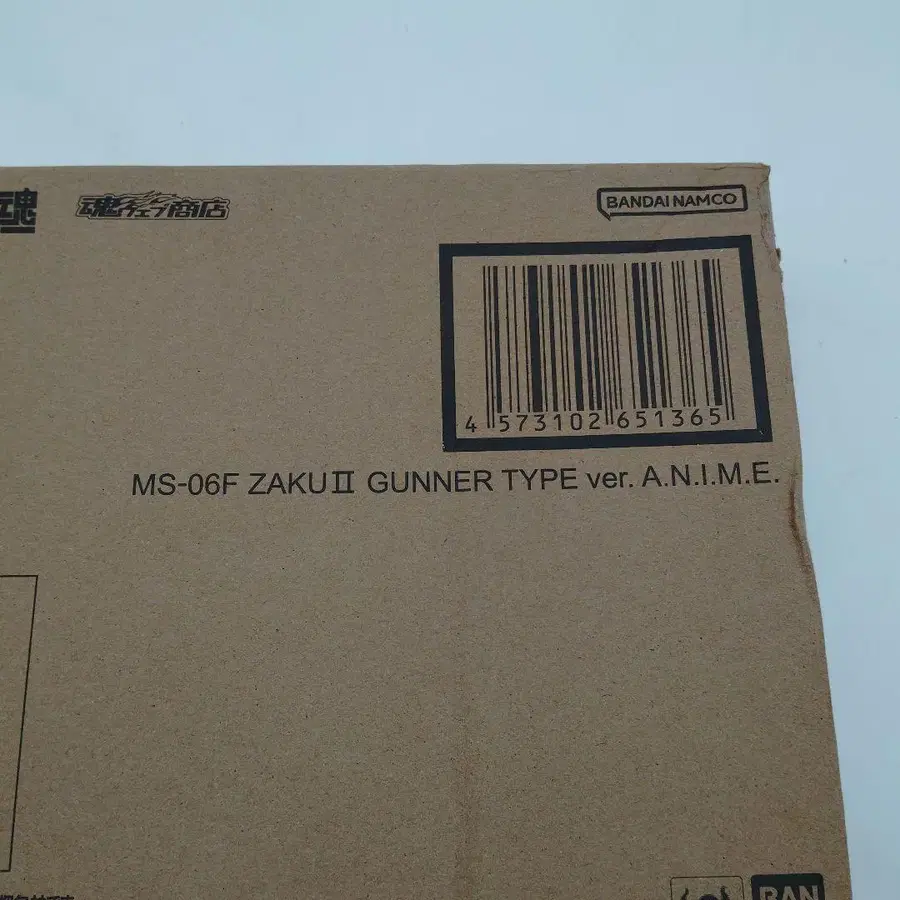 魂
魂ウェブ商店
BANDAI NAMCO
4 573102 651365
MS-06F ZAKUⅡ GUNNER TYPE ver. A.N.I.M.E.
BAN